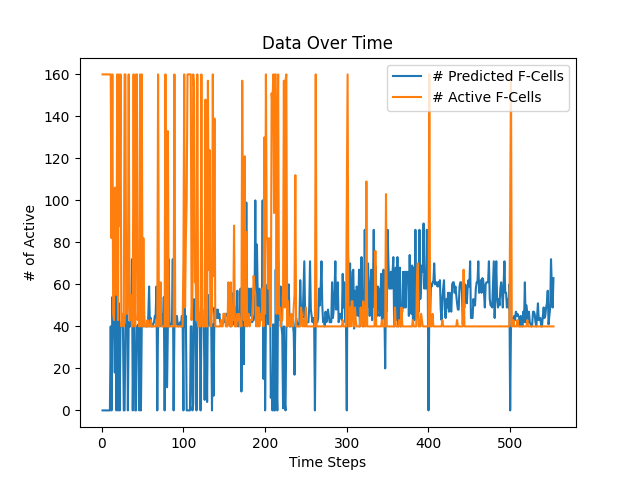 Data Over Time
# Predicted F-Cells
# Active F-Cells
# of Active
160
140
120
100
80
60
40
20
0
0 100 200 300 400 500
Time Steps